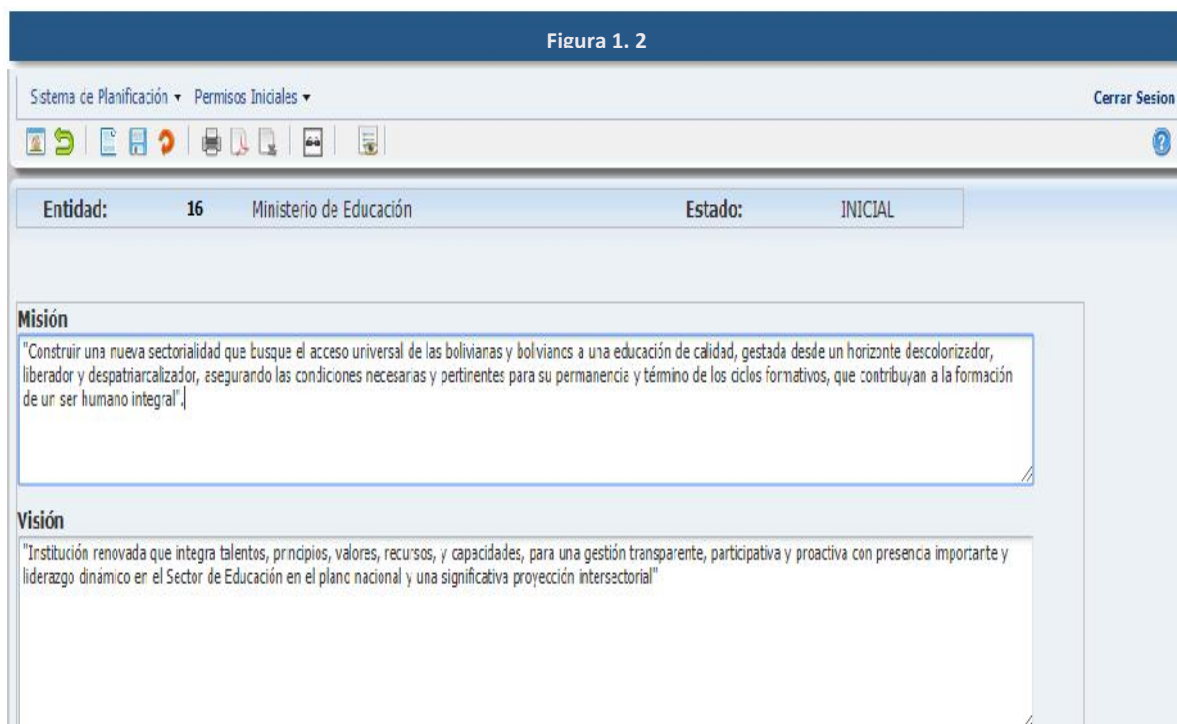 Figura 1. 2
Sistema de Planificación ▾ Permisos Iniciales ▾ Cerrar Sesion
Entidad: 16 Ministerio de Educación Estado: INICIAL
Misión
"Construir una nueva sectorialidad que busque el acceso universal de las bolivianas y bolivianos a una educación de calidad, gestada desde un horizonte descolorizador,
liberador y despatriarcalizador, asegurando las condiciones necesarias y pertinentes para su permanencia y término de los ciclos formativos, que contribuyan a la formación
de un ser humano integral".
Visión
"Institución renovada que integra talentos, principios, valores, recursos, y capacidades, para una gestión transparente, participativa y proactiva con presencia importante y
liderazgo dinámico en el Sector de Educación en el plano nacional y una significativa proyección intersectorial"